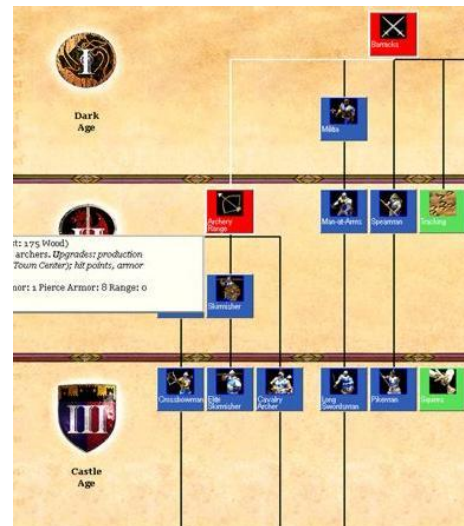 Barracks
I
Dark
Age
Militia
Archery
Range
Man-at-Arms
Spearman
Tracking
t: 175 Wood)
archers. Upgrades: production
Town Center); hit points, armor
mor: 1 Pierce Armor: 8 Range: 0
Skirmisher
Crossbowman
Elite
Skirmisher
Cavalry
Archer
Long
Swordsman
Pikeman
Squires
III
Castle
Age